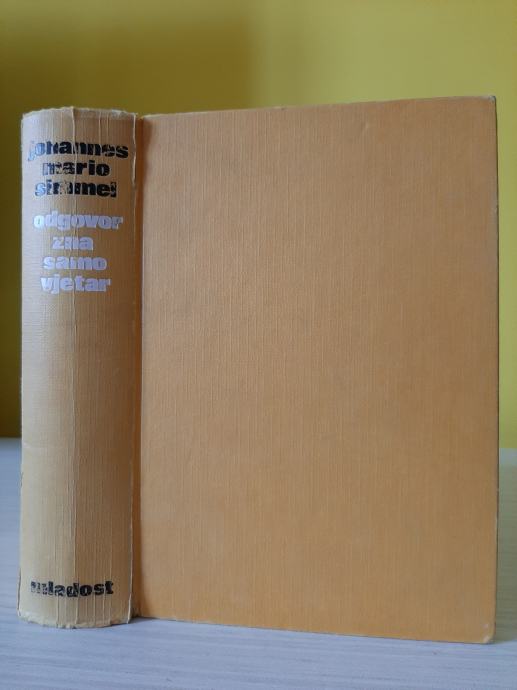 johannes
mario
simmel
odgovor
zna
samo
vjetar
mladost